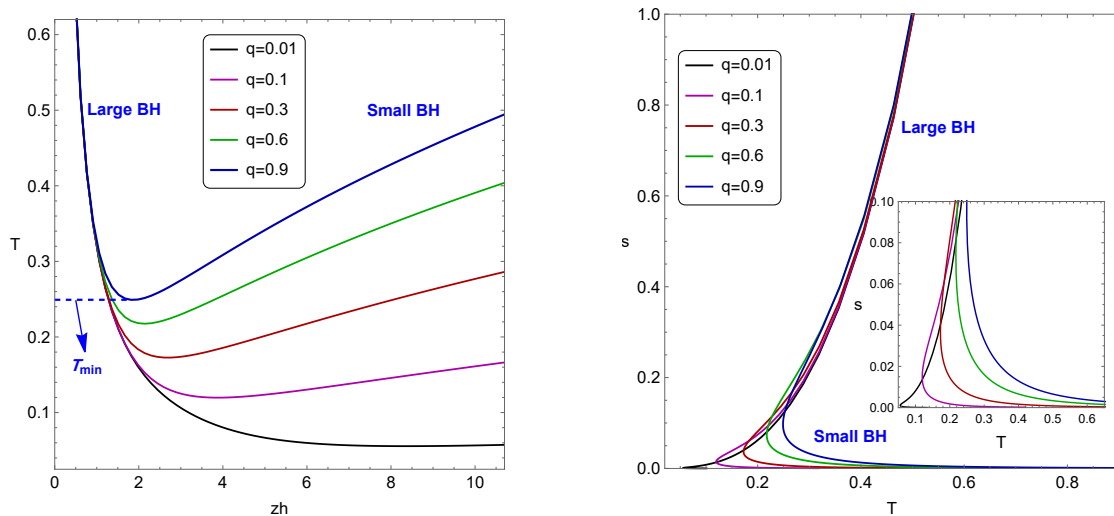 q=0.01
q=0.1
q=0.3
q=0.6
q=0.9
Large BH
Small BH
T
Tmin
0.6
0.5
0.4
0.3
0.2
0.1
0 2 4 6 8 10
zh
q=0.01
q=0.1
q=0.3
q=0.6
q=0.9
Large BH
Small BH
s
1.0
0.8
0.6
0.4
0.2
0.0
0.2 0.4 0.6 0.8
T
s
0.10
0.08
0.06
0.04
0.02
0.00
0.1 0.2 0.3 0.4 0.5 0.6
T